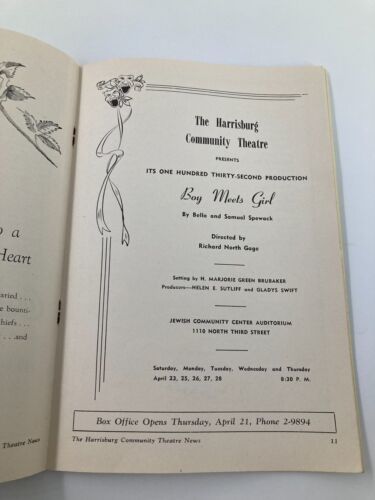 o a
Heart
aried . . .
e bounti-
hiefs . . .
. . . and
Theatre News
The Harrisburg
Community Theatre
PRESENTS
ITS ONE HUNDRED THIRTY-SECOND PRODUCTION
Boy Meets Girl
By Bella and Samuel Spewack
Directed by
Richard North Gage
Setting by H. MARJORIE GREEN BRUBAKER
Producers—HELEN E. SUTLIFF and GLADYS SWIFT
JEWISH COMMUNITY CENTER AUDITORIUM
1110 NORTH THIRD STREET
Saturday, Monday, Tuesday, Wednesday and Thursday
April 23, 25, 26, 27, 28 8:30 P. M.
Box Office Opens Thursday, April 21, Phone 2-9894
The Harrisburg Community Theatre News 11